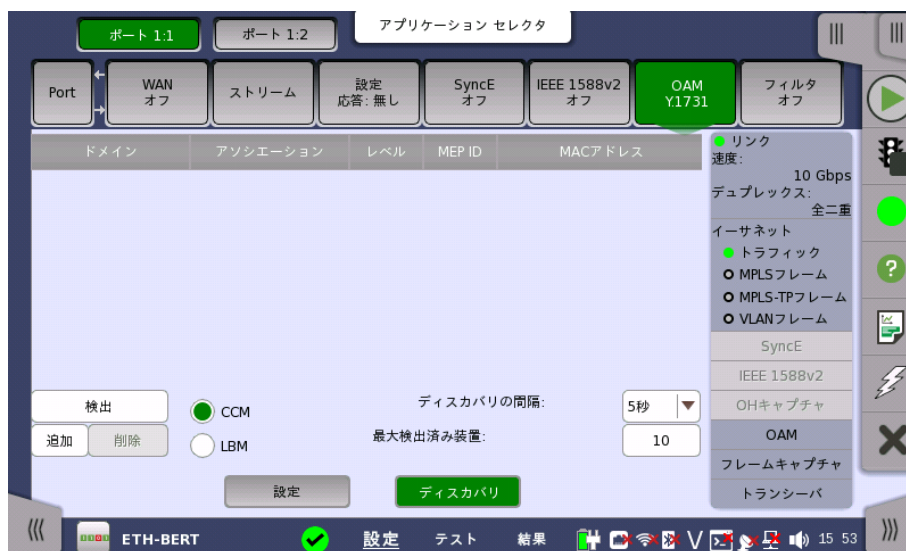 アプリケーション セレクタ
ポート 1:1
ポート 1:2
Port
WAN
オフ
ストリーム
設定
応答: 無し
SyncE
オフ
IEEE 1588v2
オフ
OAM
Y.1731
フィルタ
オフ
ドメイン アソシエーション レベル MEP ID MACアドレス
リンク
速度:
10 Gbps
デュプレックス:
全二重
イーサネット
トラフィック
MPLSフレーム
MPLS-TPフレーム
VLANフレーム
SyncE
IEEE 1588v2
OHキャプチャ
OAM
フレームキャプチャ
トランシーバ
検出
追加
削除
CCM
LBM
ディスカバリの間隔:
5秒
最大検出済み装置:
10
設定
ディスカバリ
ETH-BERT
設定
テスト
結果
15 53